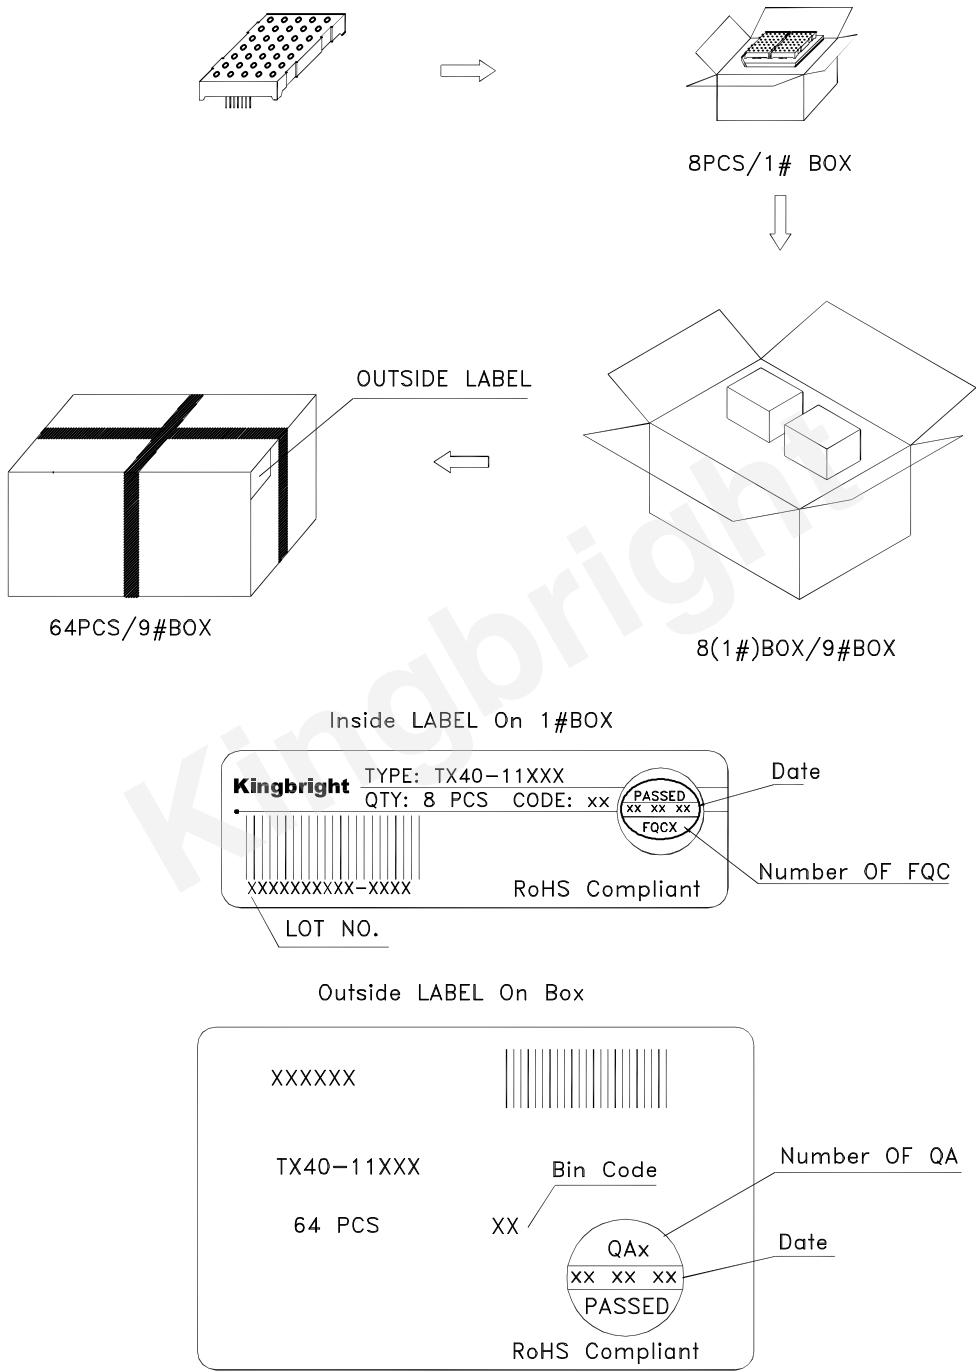 8PCS/1# BOX
OUTSIDE LABEL
64PCS/9#BOX
8(1#)BOX/9#BOX
Kingbright
Inside LABEL On 1#BOX
Kingbright
TYPE: TX40-11XXX
QTY: 8 PCS CODE: xx
PASSED
xx xx xx
FQCX
Date
Number OF FQC
XXXXXXXXXX-XXXX
RoHS Compliant
LOT NO.
Outside LABEL On Box
XXXXXX
TX40-11XXX
Bin Code
Number OF QA
64 PCS
XX
QAx
Date
XX XX XX
PASSED
RoHS Compliant